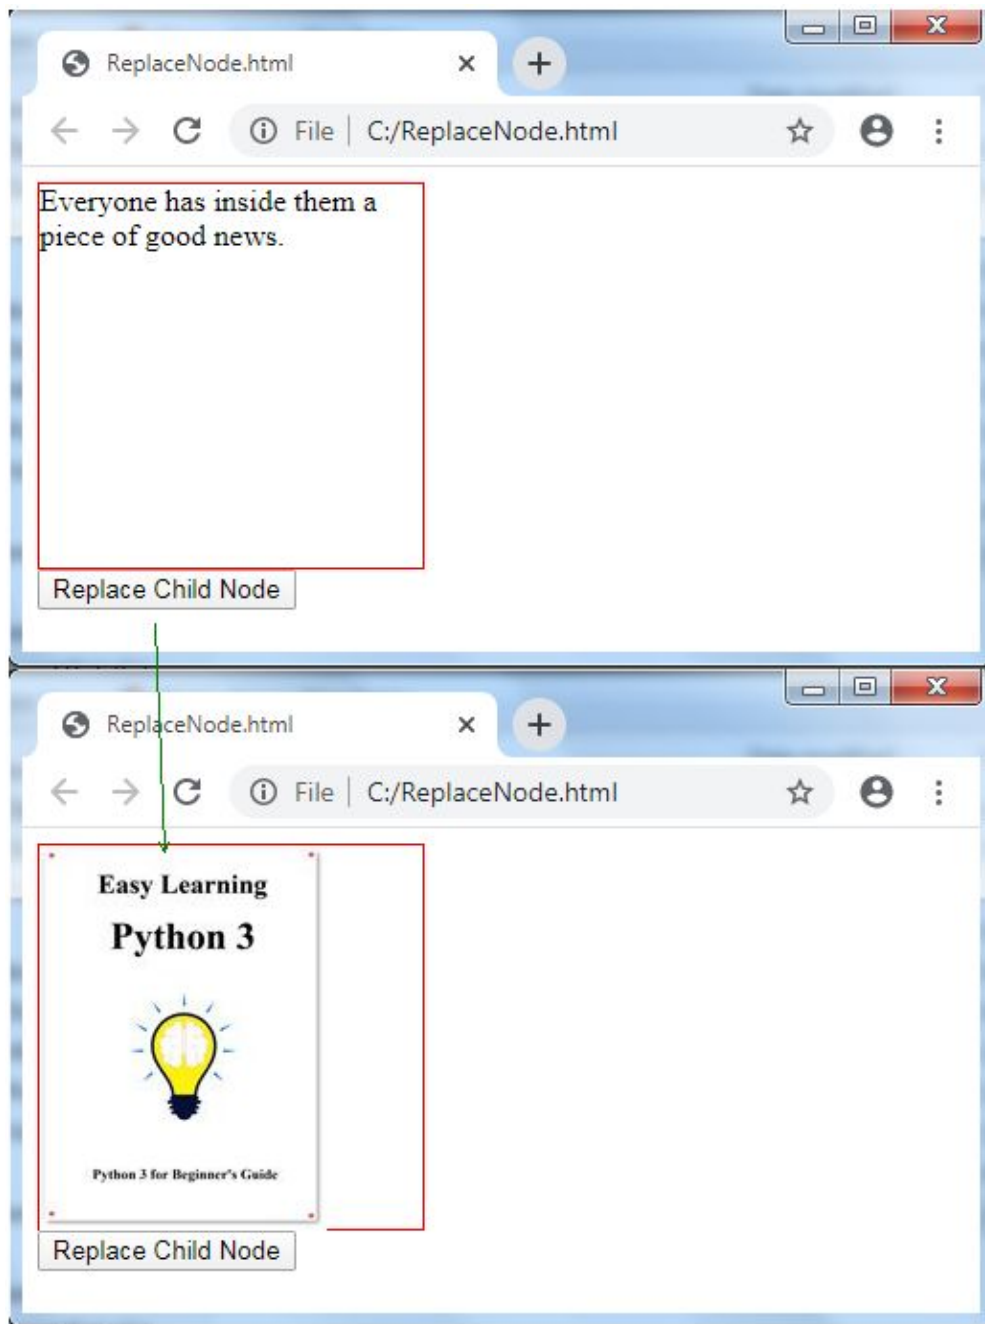 ReplaceNode.html
File | C:/ReplaceNode.html
Everyone has inside them a
piece of good news.
Replace Child Node
ReplaceNode.html
File | C:/ReplaceNode.html
Easy Learning
Python 3
Python 3 for Beginner's Guide
Replace Child Node